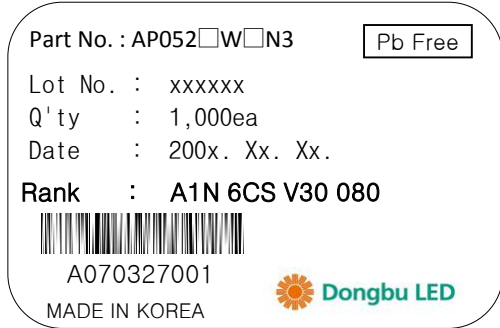 Part No. : AP052□W□N3
Pb Free
Lot No. : xxxxxx
Q'ty : 1,000ea
Date : 200x. Xx. Xx.
Rank : A1N 6CS V30 080
A070327001
Dongbu LED
MADE IN KOREA